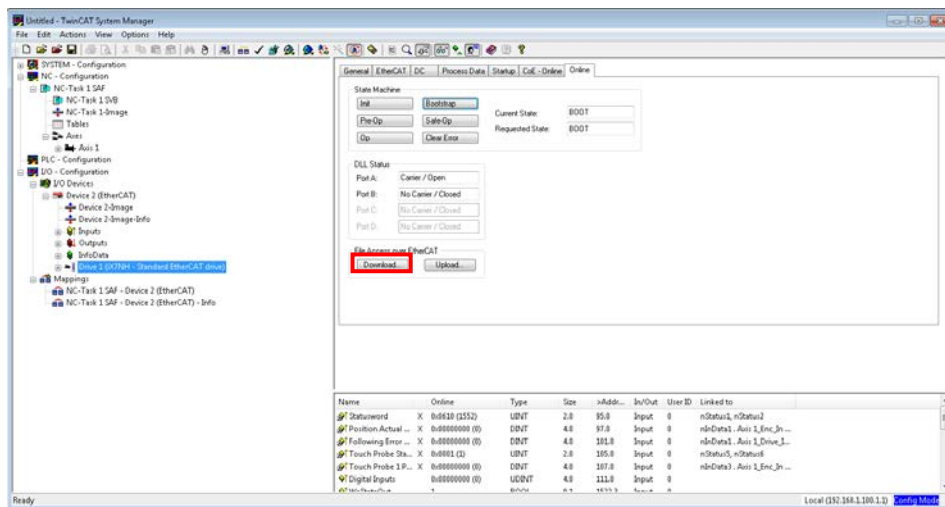 Untitled - TwinCAT System Manager
File Edit Actions View Options Help
SYSTEM - Configuration
NC - Configuration
NC-Task 1 SAF
NC-Task 1 SVB
NC-Task 1-Image
Tables
Axes
Axis 1
PLC - Configuration
I/O - Configuration
I/O Devices
Device 2 (EtherCAT)
Device 2-Image
Device 2-Image-Info
Inputs
Outputs
InfoData
Drive 1 (iX7NH - Standard EtherCAT drive)
Mappings
NC-Task 1 SAF - Device 2 (EtherCAT)
NC-Task 1 SAF - Device 2 (EtherCAT) - Info
General EtherCAT DC Process Data Startup CoE - Online Online
State Machine
Init Bootstrap
Pre-Op Safe-Op
Op Clear Error
Current State: BOOT
Requested State: BOOT
DLL Status
Port A: Carrier / Open
Port B: No Carrier / Closed
Port C: No Carrier / Closed
Port D: No Carrier / Closed
File Access over EtherCAT
Download... Upload...
Name Online Type Size >Addr... In/Out User ID Linked to
Statusword X 0x0610 (1552) UINT 2.0 95.0 Input 0 nStatus1, nStatus2
Position Actual ... X 0x00000000 (0) DINT 4.0 97.0 Input 0 nInData1 . Axis 1_Enc_In ...
Following Error ... X 0x00000000 (0) DINT 4.0 101.0 Input 0 nInData1 . Axis 1_Drive_I...
Touch Probe Sta... X 0x0001 (1) UINT 2.0 105.0 Input 0 nStatus5, nStatus6
Touch Probe 1 P... X 0x00000000 (0) DINT 4.0 107.0 Input 0 nInData3 . Axis 1_Enc_In ...
Digital Inputs 0x00000000 (0) UDINT 4.0 111.0 Input 0
WcState BOOL 0.1 1522.3 Input 0
Ready Local (192.168.1.100.1.1) Config Mode